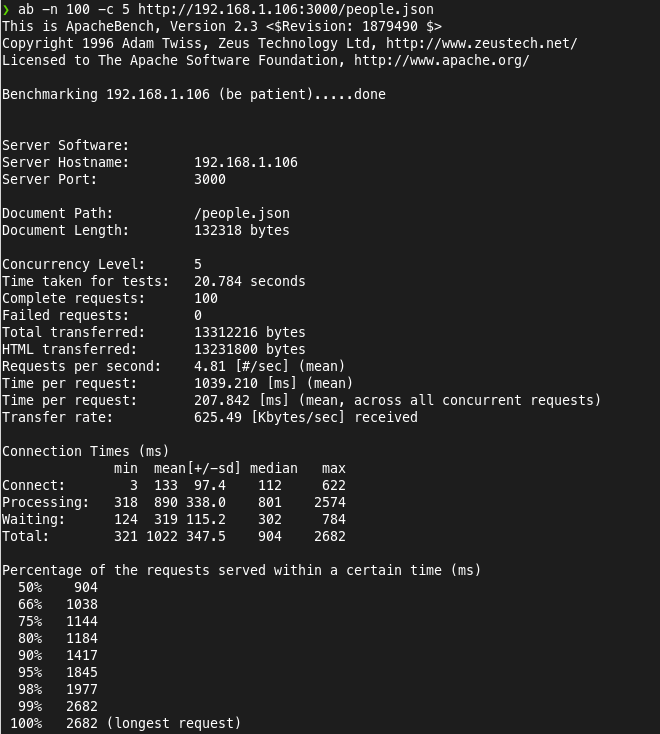 ❯ ab -n 100 -c 5 http://192.168.1.106:3000/people.json
This is ApacheBench, Version 2.3 <$Revision: 1879490 $>
Copyright 1996 Adam Twiss, Zeus Technology Ltd, http://www.zeustech.net/
Licensed to The Apache Software Foundation, http://www.apache.org/

Benchmarking 192.168.1.106 (be patient).....done


Server Software:
Server Hostname:        192.168.1.106
Server Port:            3000

Document Path:          /people.json
Document Length:        132318 bytes

Concurrency Level:      5
Time taken for tests:   20.784 seconds
Complete requests:      100
Failed requests:        0
Total transferred:      13312216 bytes
HTML transferred:       13231800 bytes
Requests per second:    4.81 [#/sec] (mean)
Time per request:       1039.210 [ms] (mean)
Time per request:       207.842 [ms] (mean, across all concurrent requests)
Transfer rate:          625.49 [Kbytes/sec] received

Connection Times (ms)
              min  mean[+/-sd] median   max
Connect:        3  133  97.4    112     622
Processing:   318  890 338.0    801    2574
Waiting:      124  319 115.2    302     784
Total:        321 1022 347.5    904    2682

Percentage of the requests served within a certain time (ms)
  50%    904
  66%   1038
  75%   1144
  80%   1184
  90%   1417
  95%   1845
  98%   1977
  99%   2682
 100%   2682 (longest request)